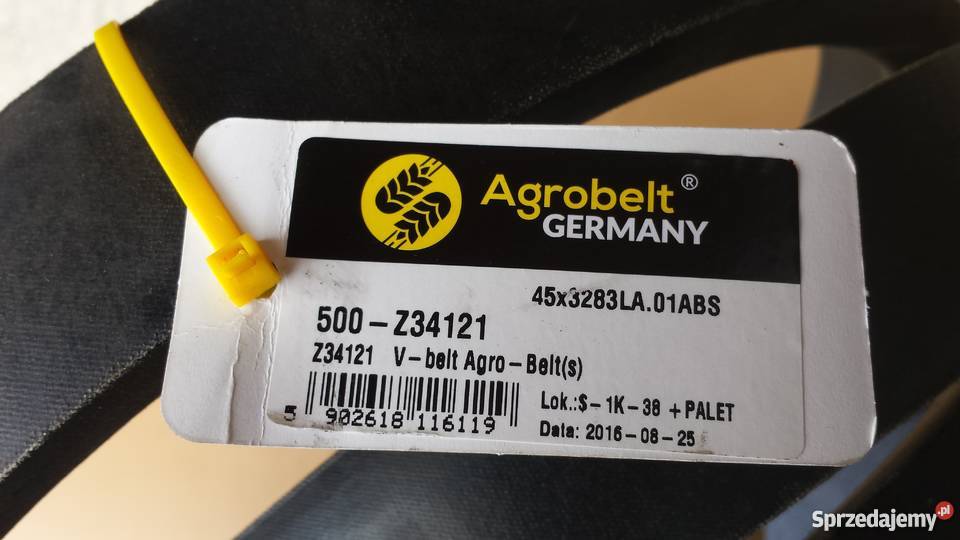 Agrobelt®
GERMANY
45x3283LA.01ABS
500-Z34121
Z34121 V-belt Agro-Belt(s)
5 902618 116119
Lok.:S-1K-38 +PALET
Data: 2016-08-25
Sprzedajemy.pl